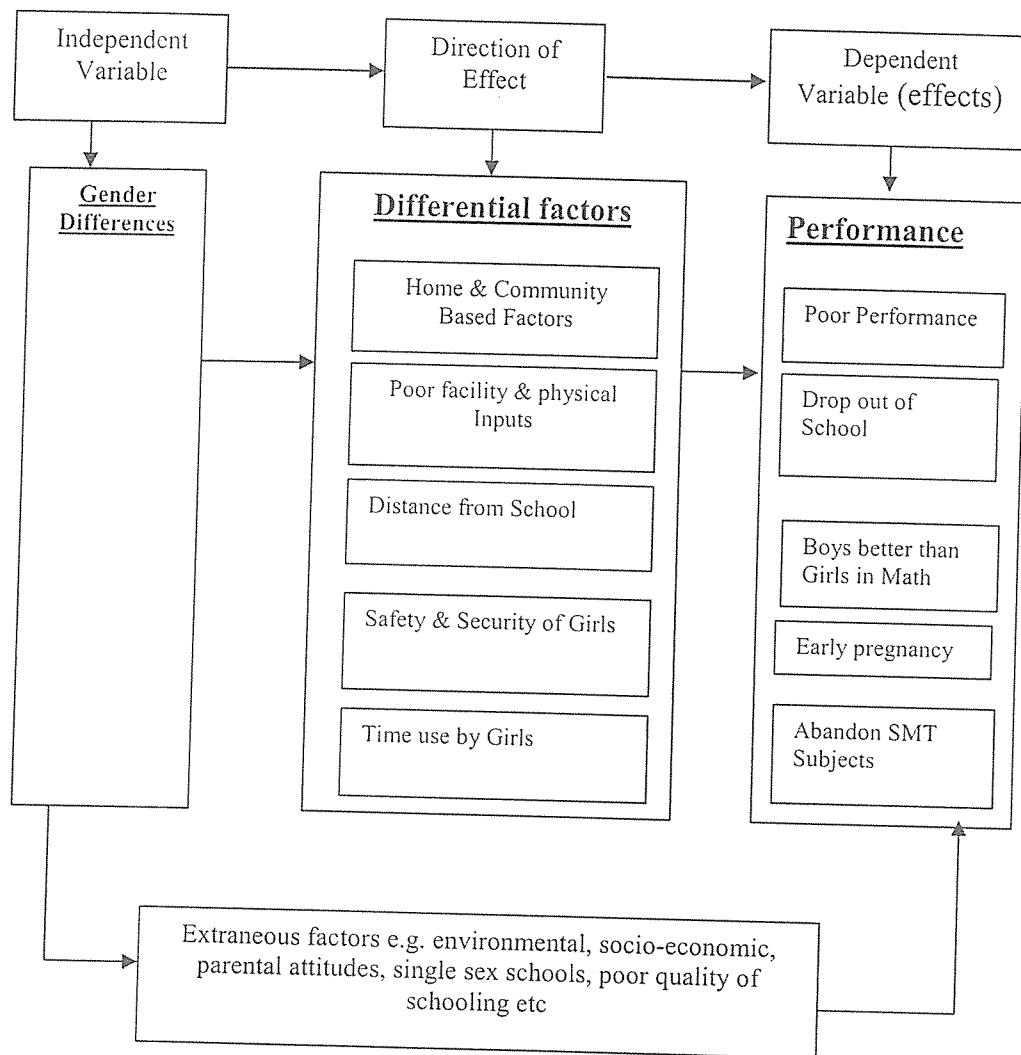 Independent
Variable
Direction of
Effect
Dependent
Variable (effects)
Gender
Differences
Differential factors
Home & Community
Based Factors
Poor facility & physical
Inputs
Distance from School
Safety & Security of Girls
Time use by Girls
Performance
Poor Performance
Drop out of
School
Boys better than
Girls in Math
Early pregnancy
Abandon SMT
Subjects
Extraneous factors e.g. environmental, socio-economic,
parental attitudes, single sex schools, poor quality of
schooling etc